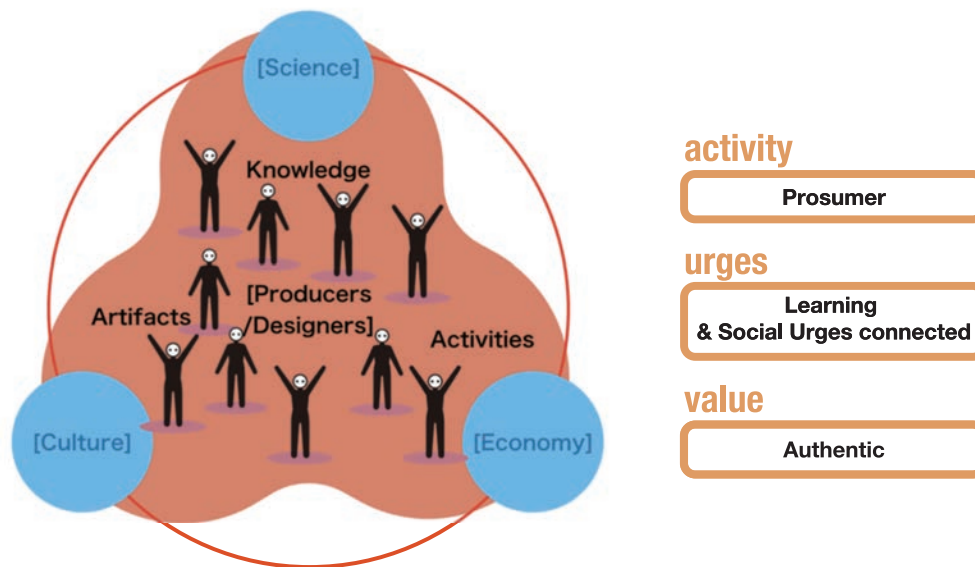 [Science]
Knowledge
Artifacts
[Producers
/Designers]
Activities
[Culture]
[Economy]
activity
Prosumer
urges
Learning
& Social Urges connected
value
Authentic